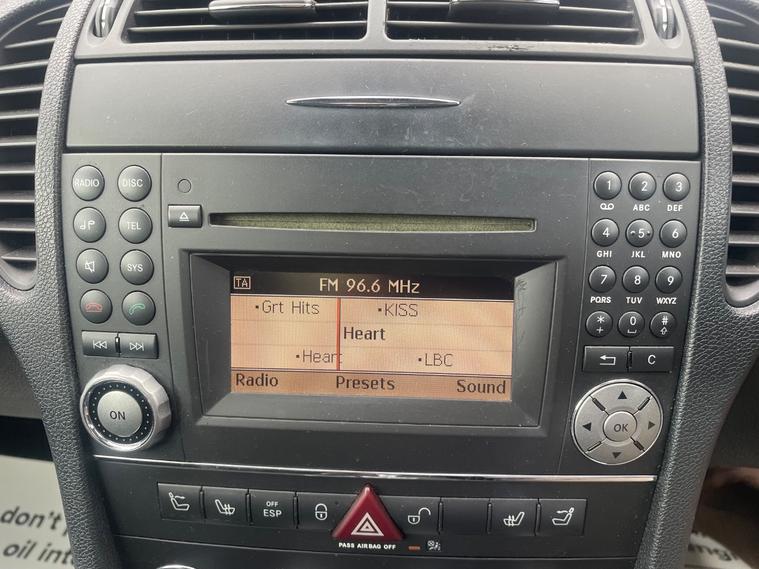 RADIO DISC
TEL
SYS
ON
TA FM 96.6 MHz
•Grt Hits •KISS
Heart
•Heart •LBC
Radio Presets Sound
1 2 3
ABC DEF
4 •5• 6
GHI JKL MNO
7 8 9
PQRS TUV WXYZ
* 0 #
+
C
OK
OFF
ESP
PASS AIRBAG OFF
don't
oil int